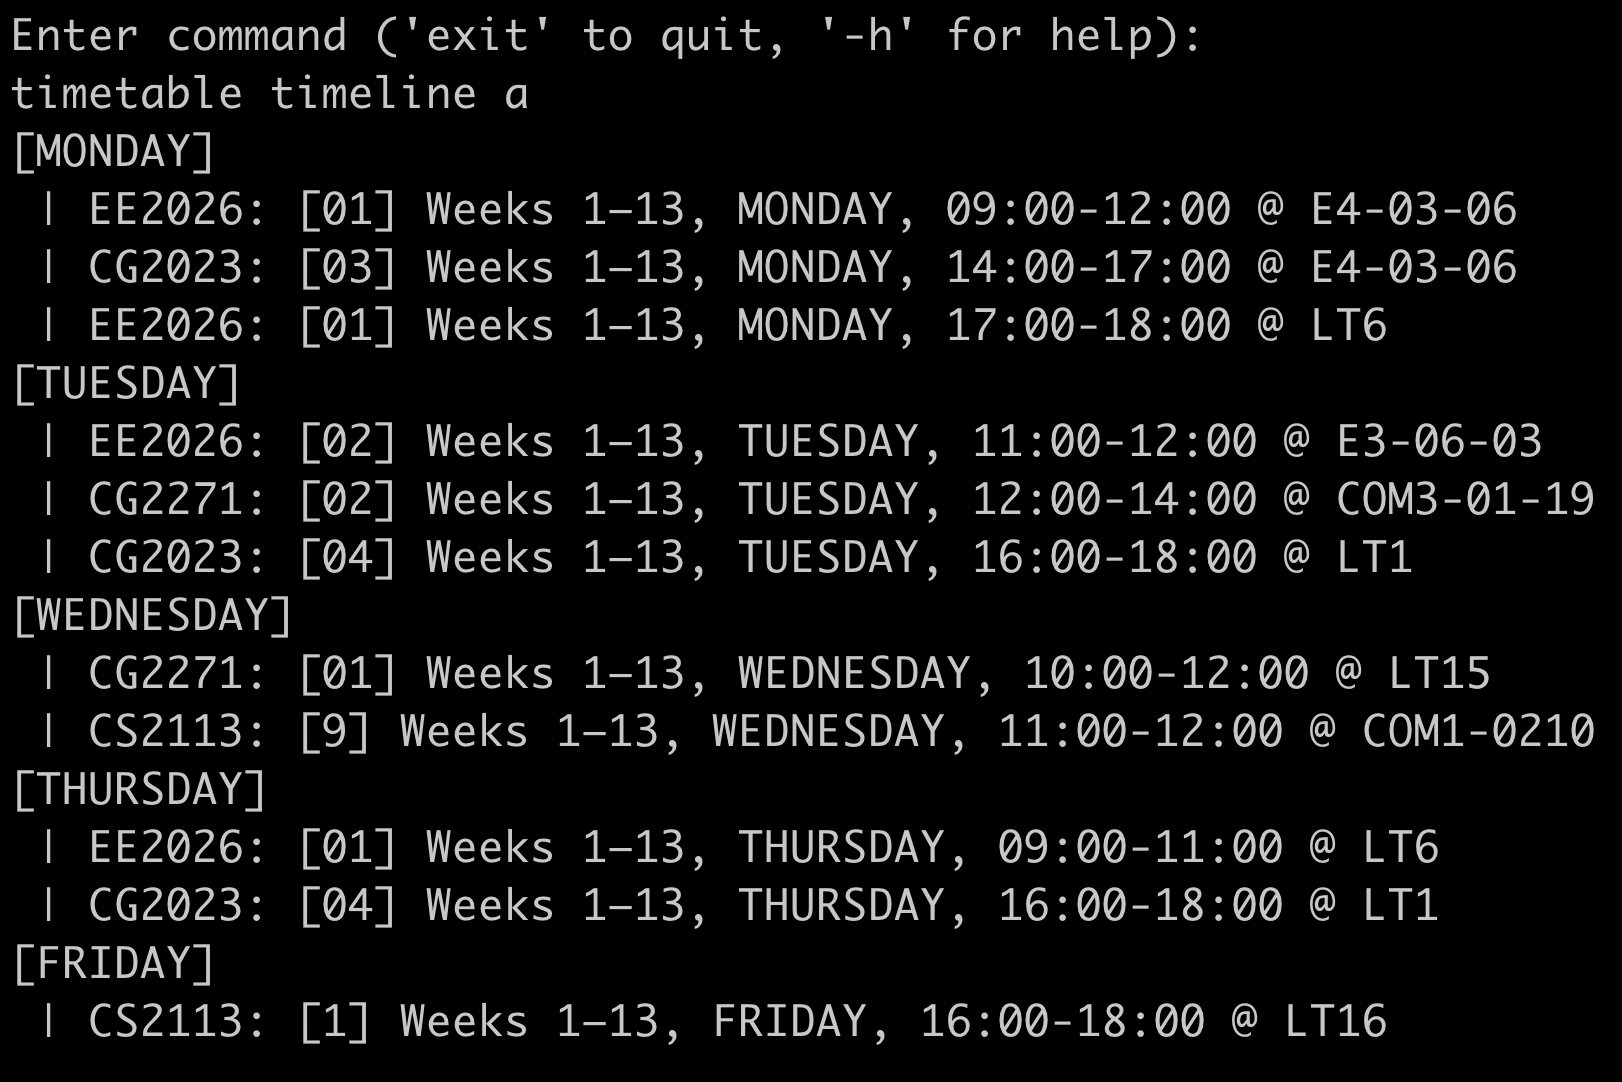 Enter command ('exit' to quit, '-h' for help):
timetable timeline a
[MONDAY]
 | EE2026: [01] Weeks 1–13, MONDAY, 09:00-12:00 @ E4-03-06
 | CG2023: [03] Weeks 1–13, MONDAY, 14:00-17:00 @ E4-03-06
 | EE2026: [01] Weeks 1–13, MONDAY, 17:00-18:00 @ LT6
[TUESDAY]
 | EE2026: [02] Weeks 1–13, TUESDAY, 11:00-12:00 @ E3-06-03
 | CG2271: [02] Weeks 1–13, TUESDAY, 12:00-14:00 @ COM3-01-19
 | CG2023: [04] Weeks 1–13, TUESDAY, 16:00-18:00 @ LT1
[WEDNESDAY]
 | CG2271: [01] Weeks 1–13, WEDNESDAY, 10:00-12:00 @ LT15
 | CS2113: [9] Weeks 1–13, WEDNESDAY, 11:00-12:00 @ COM1-0210
[THURSDAY]
 | EE2026: [01] Weeks 1–13, THURSDAY, 09:00-11:00 @ LT6
 | CG2023: [04] Weeks 1–13, THURSDAY, 16:00-18:00 @ LT1
[FRIDAY]
 | CS2113: [1] Weeks 1–13, FRIDAY, 16:00-18:00 @ LT16